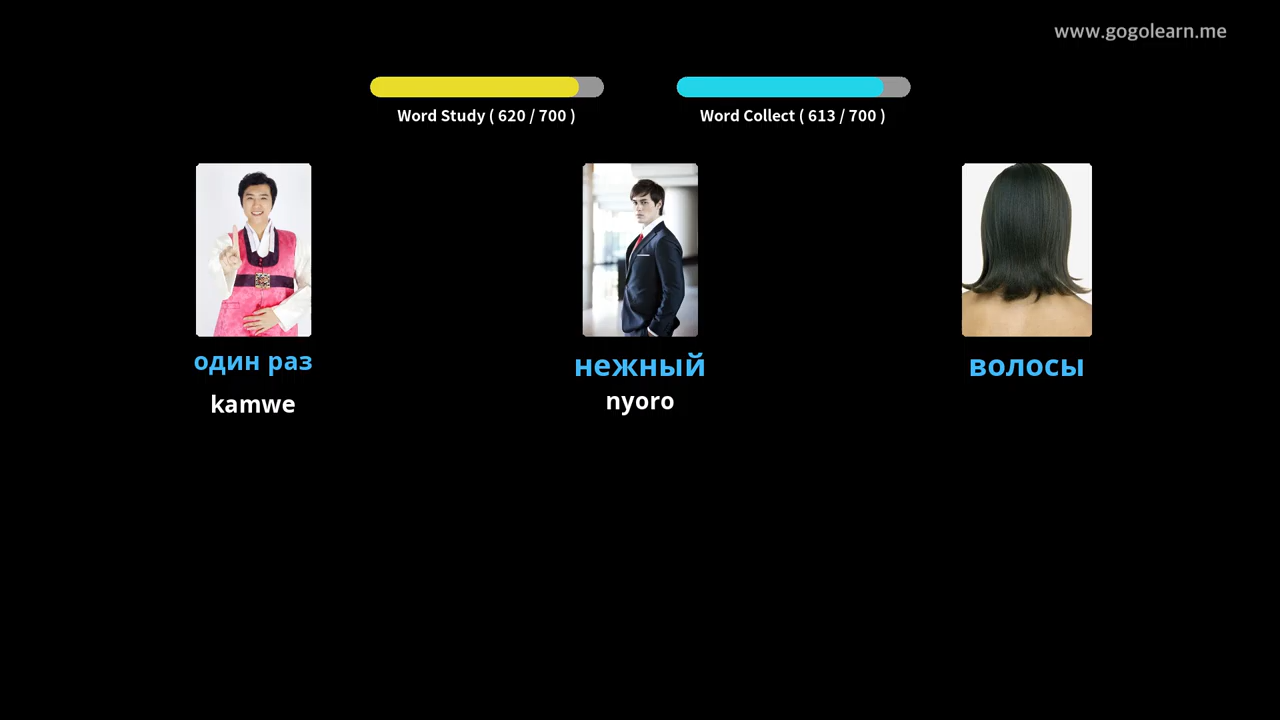 www.gogolearn.me
Word Study ( 620 / 700 )
Word Collect ( 613 / 700 )
один раз
kamwe
нежный
nyoro
волосы